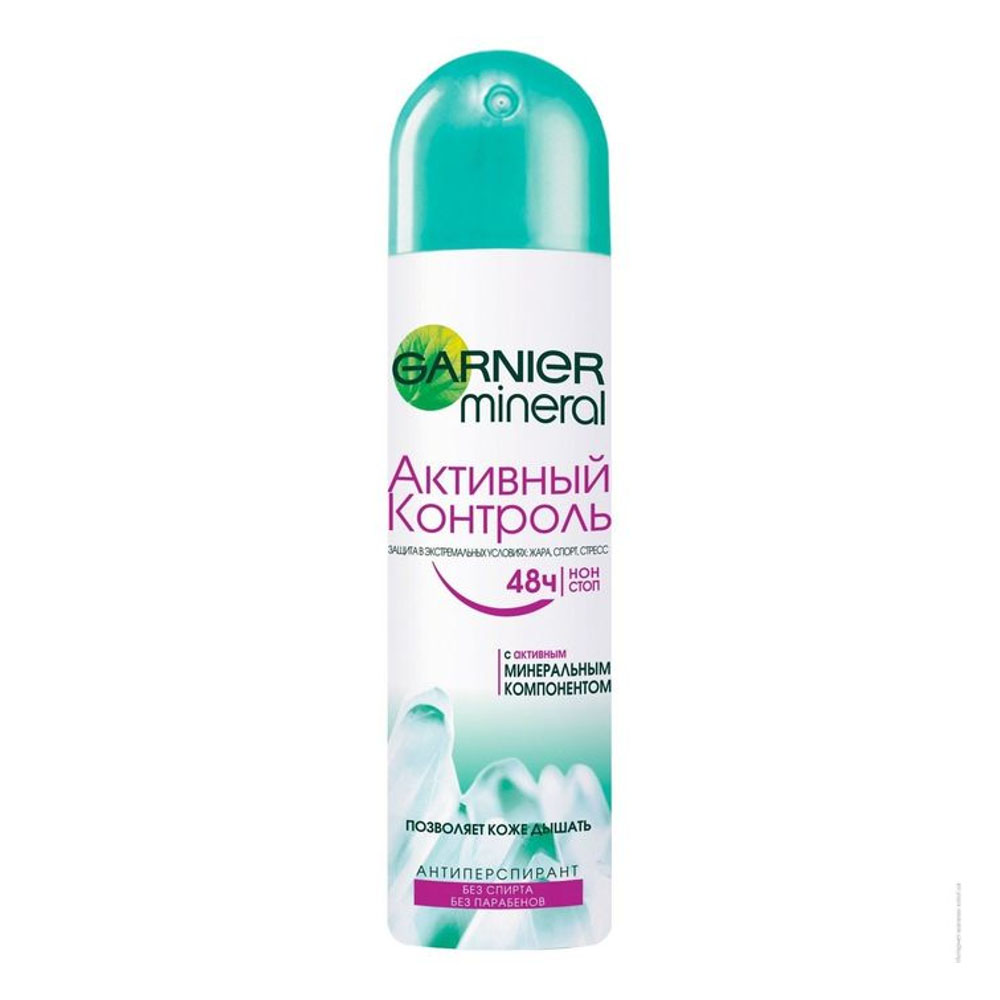 GARNIER
mineral
Активный
Контроль
ЗАЩИТА В ЭКСТРЕМАЛЬНЫХ УСЛОВИЯХ: ЖАРА, СПОРТ, СТРЕСС
48ч НОН
СТОП
С АКТИВНЫМ
МИНЕРАЛЬНЫМ
КОМПОНЕНТОМ
ПОЗВОЛЯЕТ КОЖЕ ДЫШАТЬ
АНТИПЕРСПИРАНТ
БЕЗ СПИРТА
БЕЗ ПАРАБЕНОВ